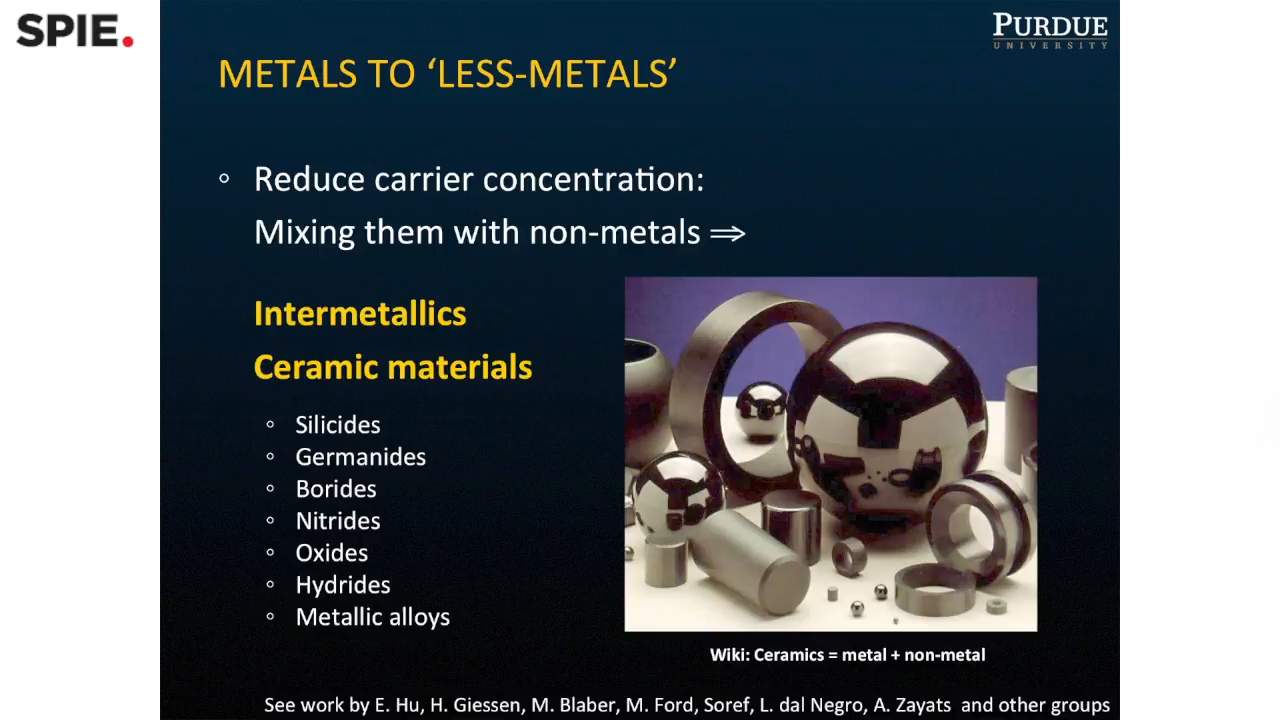 SPIE.
PURDUE
UNIVERSITY
METALS TO ‘LESS-METALS’
◦ Reduce carrier concentration:
Mixing them with non-metals ⇒
Intermetallics
Ceramic materials
◦ Silicides
◦ Germanides
◦ Borides
◦ Nitrides
◦ Oxides
◦ Hydrides
◦ Metallic alloys
Wiki: Ceramics = metal + non-metal
See work by E. Hu, H. Giessen, M. Blaber, M. Ford, Soref, L. dal Negro, A. Zayats and other groups